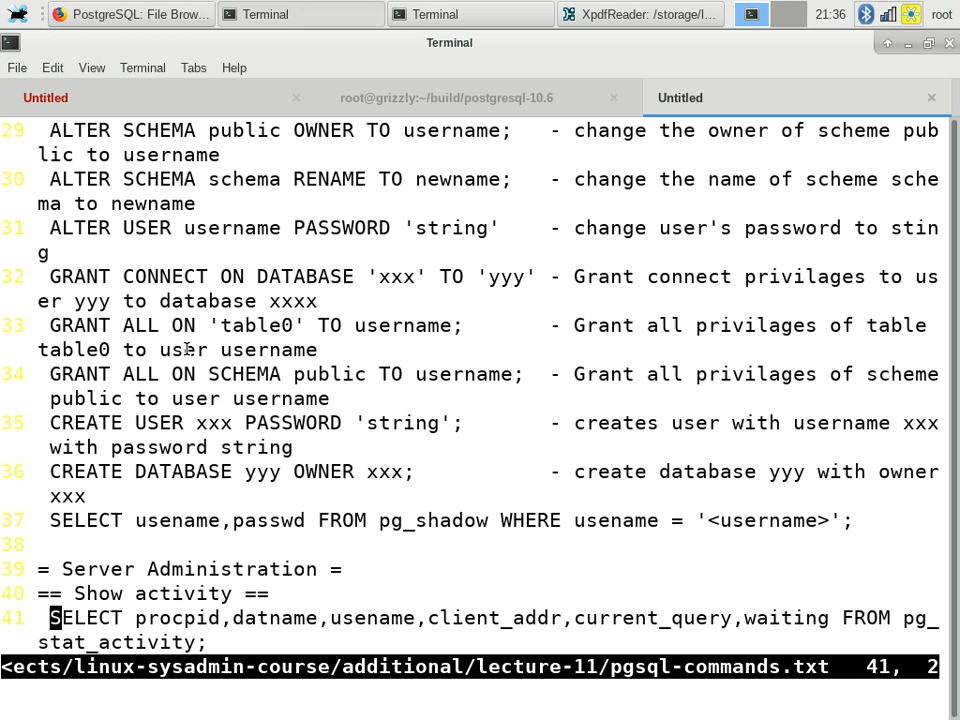 PostgreSQL: File Brow... Terminal Terminal XpdfReader: /storage/l... 21:36 root
Terminal
File Edit View Terminal Tabs Help
Untitled root@grizzly:~/build/postgresql-10.6 Untitled
29 ALTER SCHEMA public OWNER TO username; - change the owner of scheme pub
lic to username
30 ALTER SCHEMA schema RENAME TO newname; - change the name of scheme sche
ma to newname
31 ALTER USER username PASSWORD 'string' - change user's password to stin
g
32 GRANT CONNECT ON DATABASE 'xxx' TO 'yyy' - Grant connect privilages to us
er yyy to database xxxx
33 GRANT ALL ON 'table0' TO username; - Grant all privilages of table
table0 to user username
34 GRANT ALL ON SCHEMA public TO username; - Grant all privilages of scheme
public to user username
35 CREATE USER xxx PASSWORD 'string'; - creates user with username xxx
with password string
36 CREATE DATABASE yyy OWNER xxx; - create database yyy with owner
xxx
37 SELECT usename,passwd FROM pg_shadow WHERE usename = '<username>';
38
39 = Server Administration =
40 == Show activity ==
41 SELECT procpid,datname,usename,client_addr,current_query,waiting FROM pg_
stat_activity;
<ects/linux-sysadmin-course/additional/lecture-11/pgsql-commands.txt 41, 2